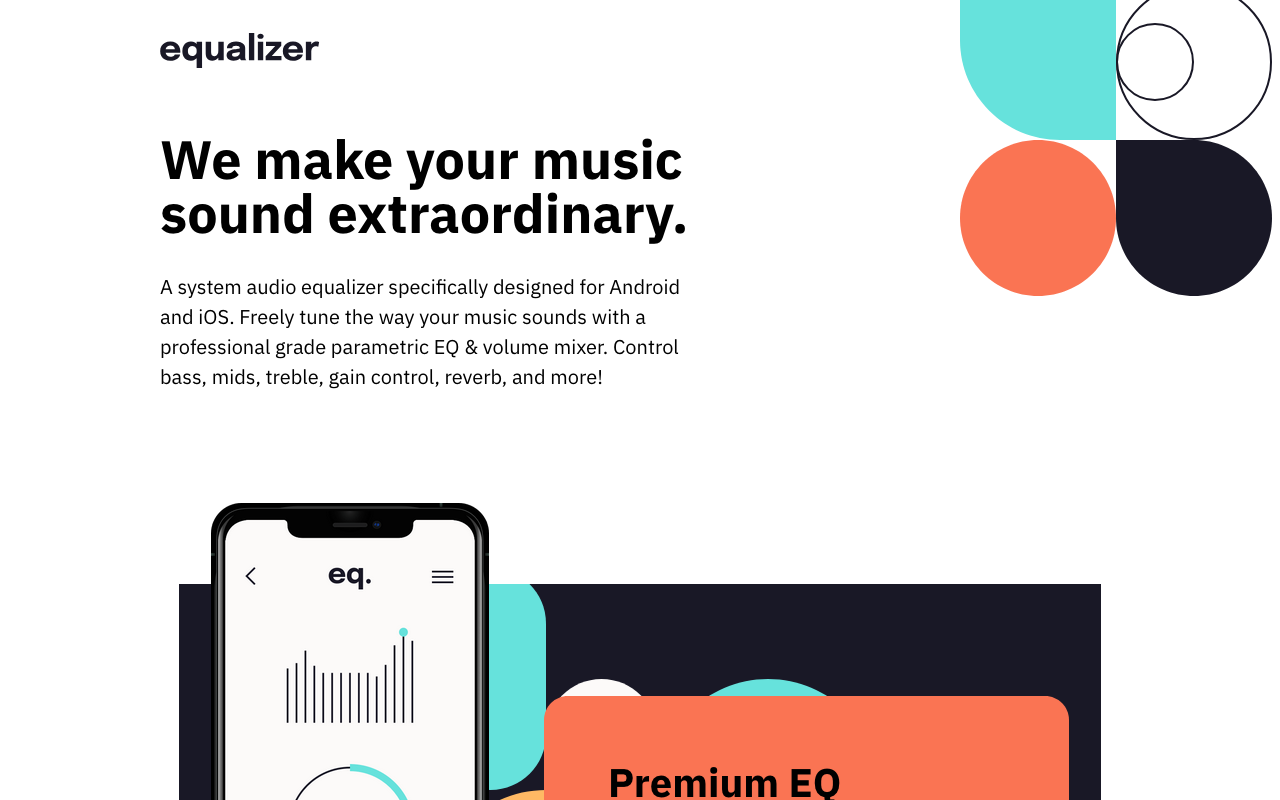 equalizer
We make your music
sound extraordinary.
A system audio equalizer specifically designed for Android
and iOS. Freely tune the way your music sounds with a
professional grade parametric EQ & volume mixer. Control
bass, mids, treble, gain control, reverb, and more!
eq.
Premium EQ